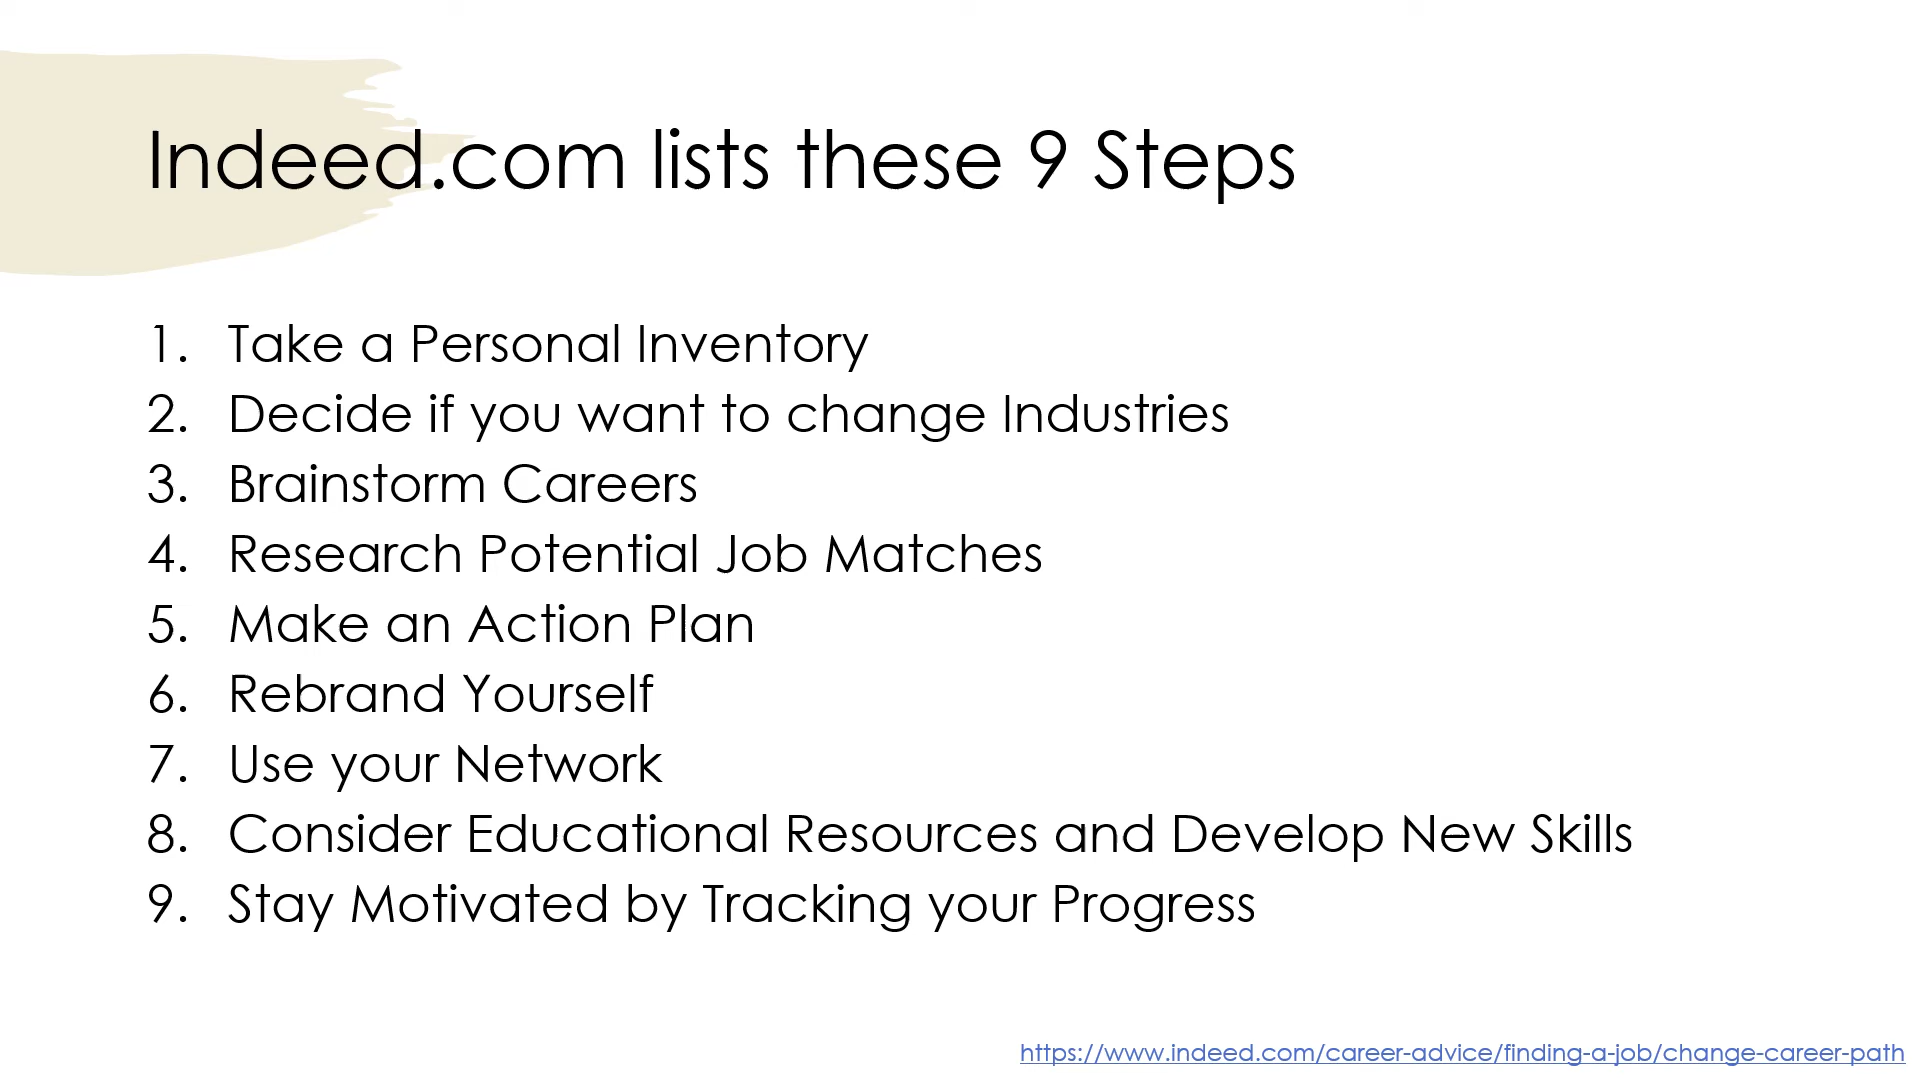 Indeed.com lists these 9 Steps
1. Take a Personal Inventory
2. Decide if you want to change Industries
3. Brainstorm Careers
4. Research Potential Job Matches
5. Make an Action Plan
6. Rebrand Yourself
7. Use your Network
8. Consider Educational Resources and Develop New Skills
9. Stay Motivated by Tracking your Progress
https://www.indeed.com/career-advice/finding-a-job/change-career-path